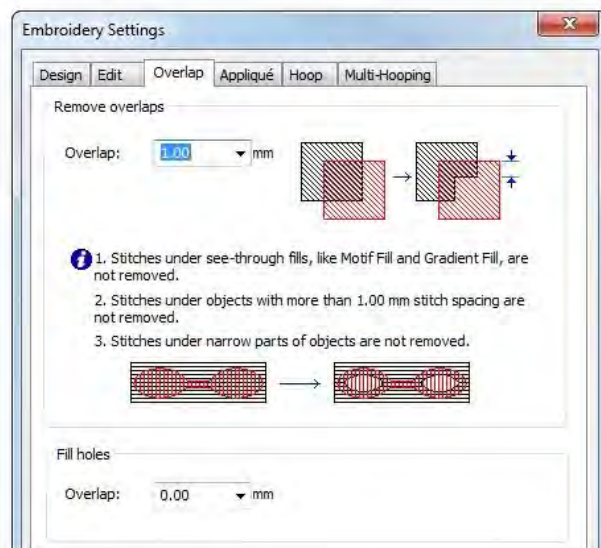 Embroidery Settings
Design Edit Overlap Appliqué Hoop Multi-Hooping
Remove overlaps
Overlap: 1.00 mm
1. Stitches under see-through fills, like Motif Fill and Gradient Fill, are
not removed.
2. Stitches under objects with more than 1.00 mm stitch spacing are
not removed.
3. Stitches under narrow parts of objects are not removed.
Fill holes
Overlap: 0.00 mm